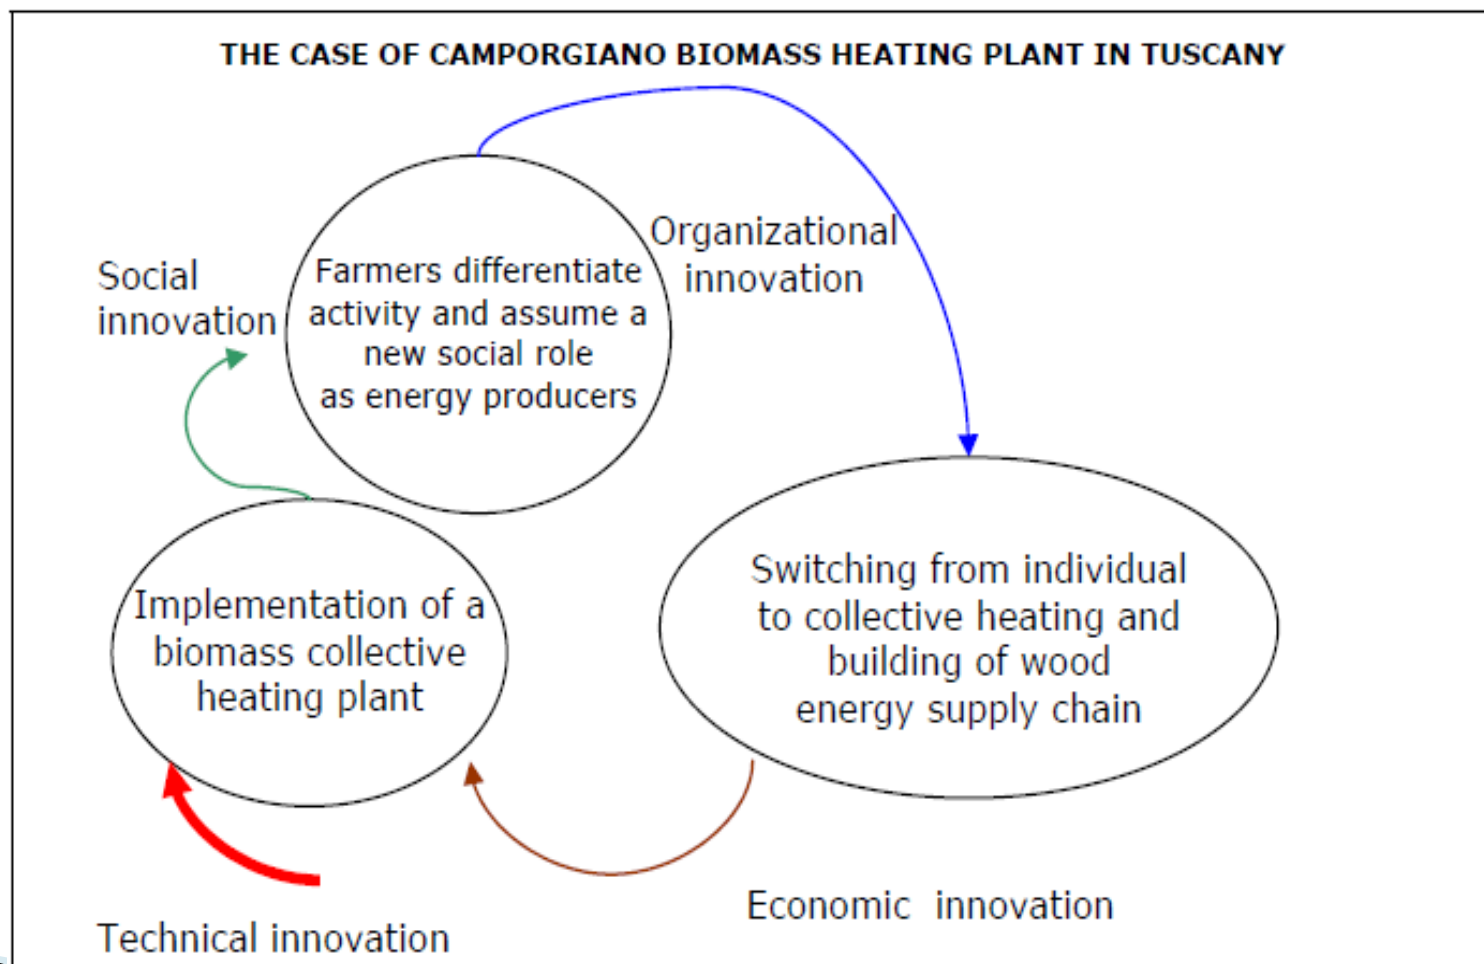 THE CASE OF CAMPORGIANO BIOMASS HEATING PLANT IN TUSCANY
Organizational
innovation
Social
innovation
Farmers differentiate
activity and assume a
new social role
as energy producers
Implementation of a
biomass collective
heating plant
Switching from individual
to collective heating and
building of wood
energy supply chain
Economic innovation
Technical innovation